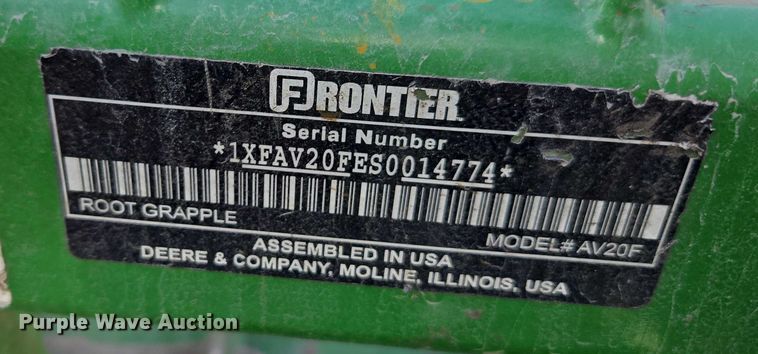 FRONTIER
Serial Number
*1XFAV20FES0014774*
ROOT GRAPPLE
MODEL# AV20F
ASSEMBLED IN USA
DEERE & COMPANY, MOLINE, ILLINOIS, USA
Purple Wave Auction